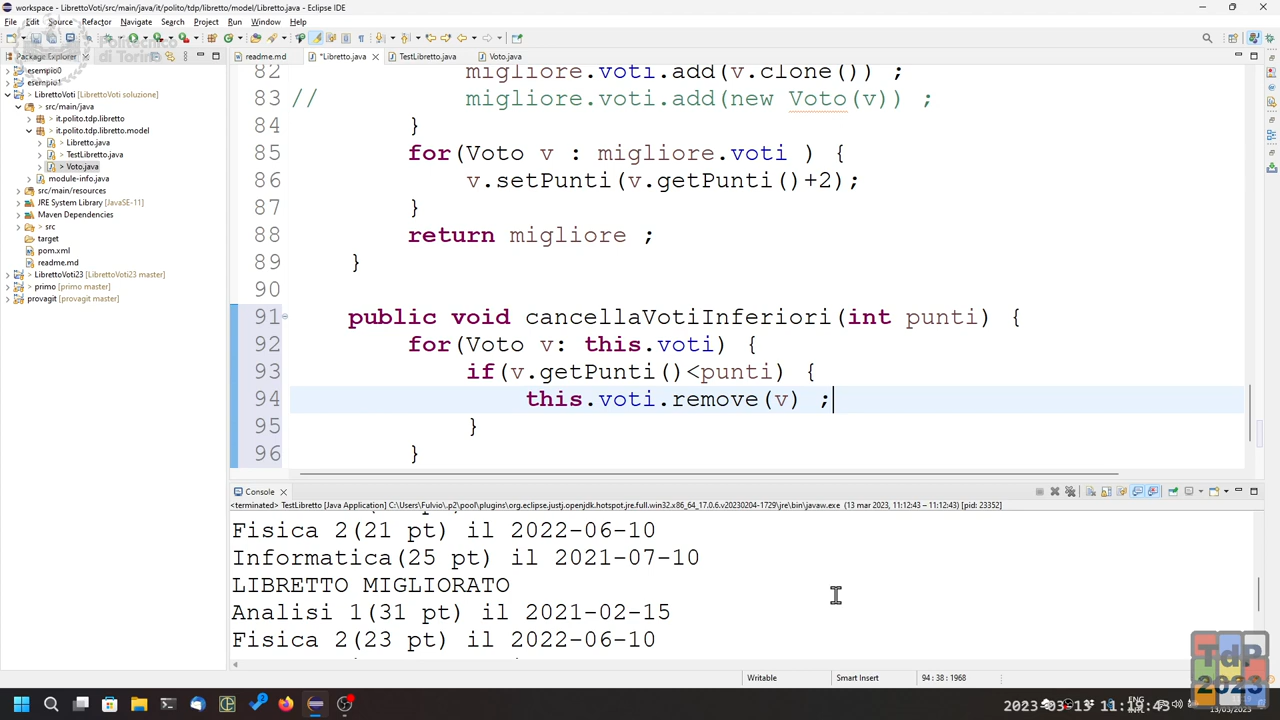 workspace - LibrettoVoti/src/main/java/it/polito/tdp/libretto/model/Libretto.java - Eclipse IDE
File Edit Source Refactor Navigate Search Project Run Window Help
Politecnico
di Torino
Package Explorer
readme.md
*Libretto.java
TestLibretto.java
Voto.java
esempio0
esempio1
LibrettoVoti [LibrettoVoti soluzione]
src/main/java
it.polito.tdp.libretto
it.polito.tdp.libretto.model
Libretto.java
TestLibretto.java
Voto.java
module-info.java
src/main/resources
JRE System Library [JavaSE-11]
Maven Dependencies
src
target
pom.xml
readme.md
LibrettoVoti23 [LibrettoVoti23 master]
primo [primo master]
provagit [provagit master]
82 migliore.voti.add(v.clone()) ;
83 // migliore.voti.add(new Voto(v)) ;
84 }
85 for(Voto v : migliore.voti ) {
86 v.setPunti(v.getPunti()+2);
87 }
88 return migliore ;
89 }
90
91 public void cancellaVotiInferiori(int punti) {
92 for(Voto v: this.voti) {
93 if(v.getPunti()<punti) {
94 this.voti.remove(v) ;
95 }
96 }
Console
<terminated> TestLibretto [Java Application] C:\Users\Fulvio\.p2\pool\plugins\org.eclipse.justj.openjdk.hotspot.jre.full.win32.x86_64_17.0.6.v20230204-1729\jre\bin\javaw.exe (13 mar 2023, 11:12:43 – 11:12:43) [pid: 23352]
Fisica 2(21 pt) il 2022-06-10
Informatica(25 pt) il 2021-07-10
LIBRETTO MIGLIORATO
Analisi 1(31 pt) il 2021-02-15
Fisica 2(23 pt) il 2022-06-10
Writable
Smart Insert
94 : 38 : 1968
TdP
2023
ENG